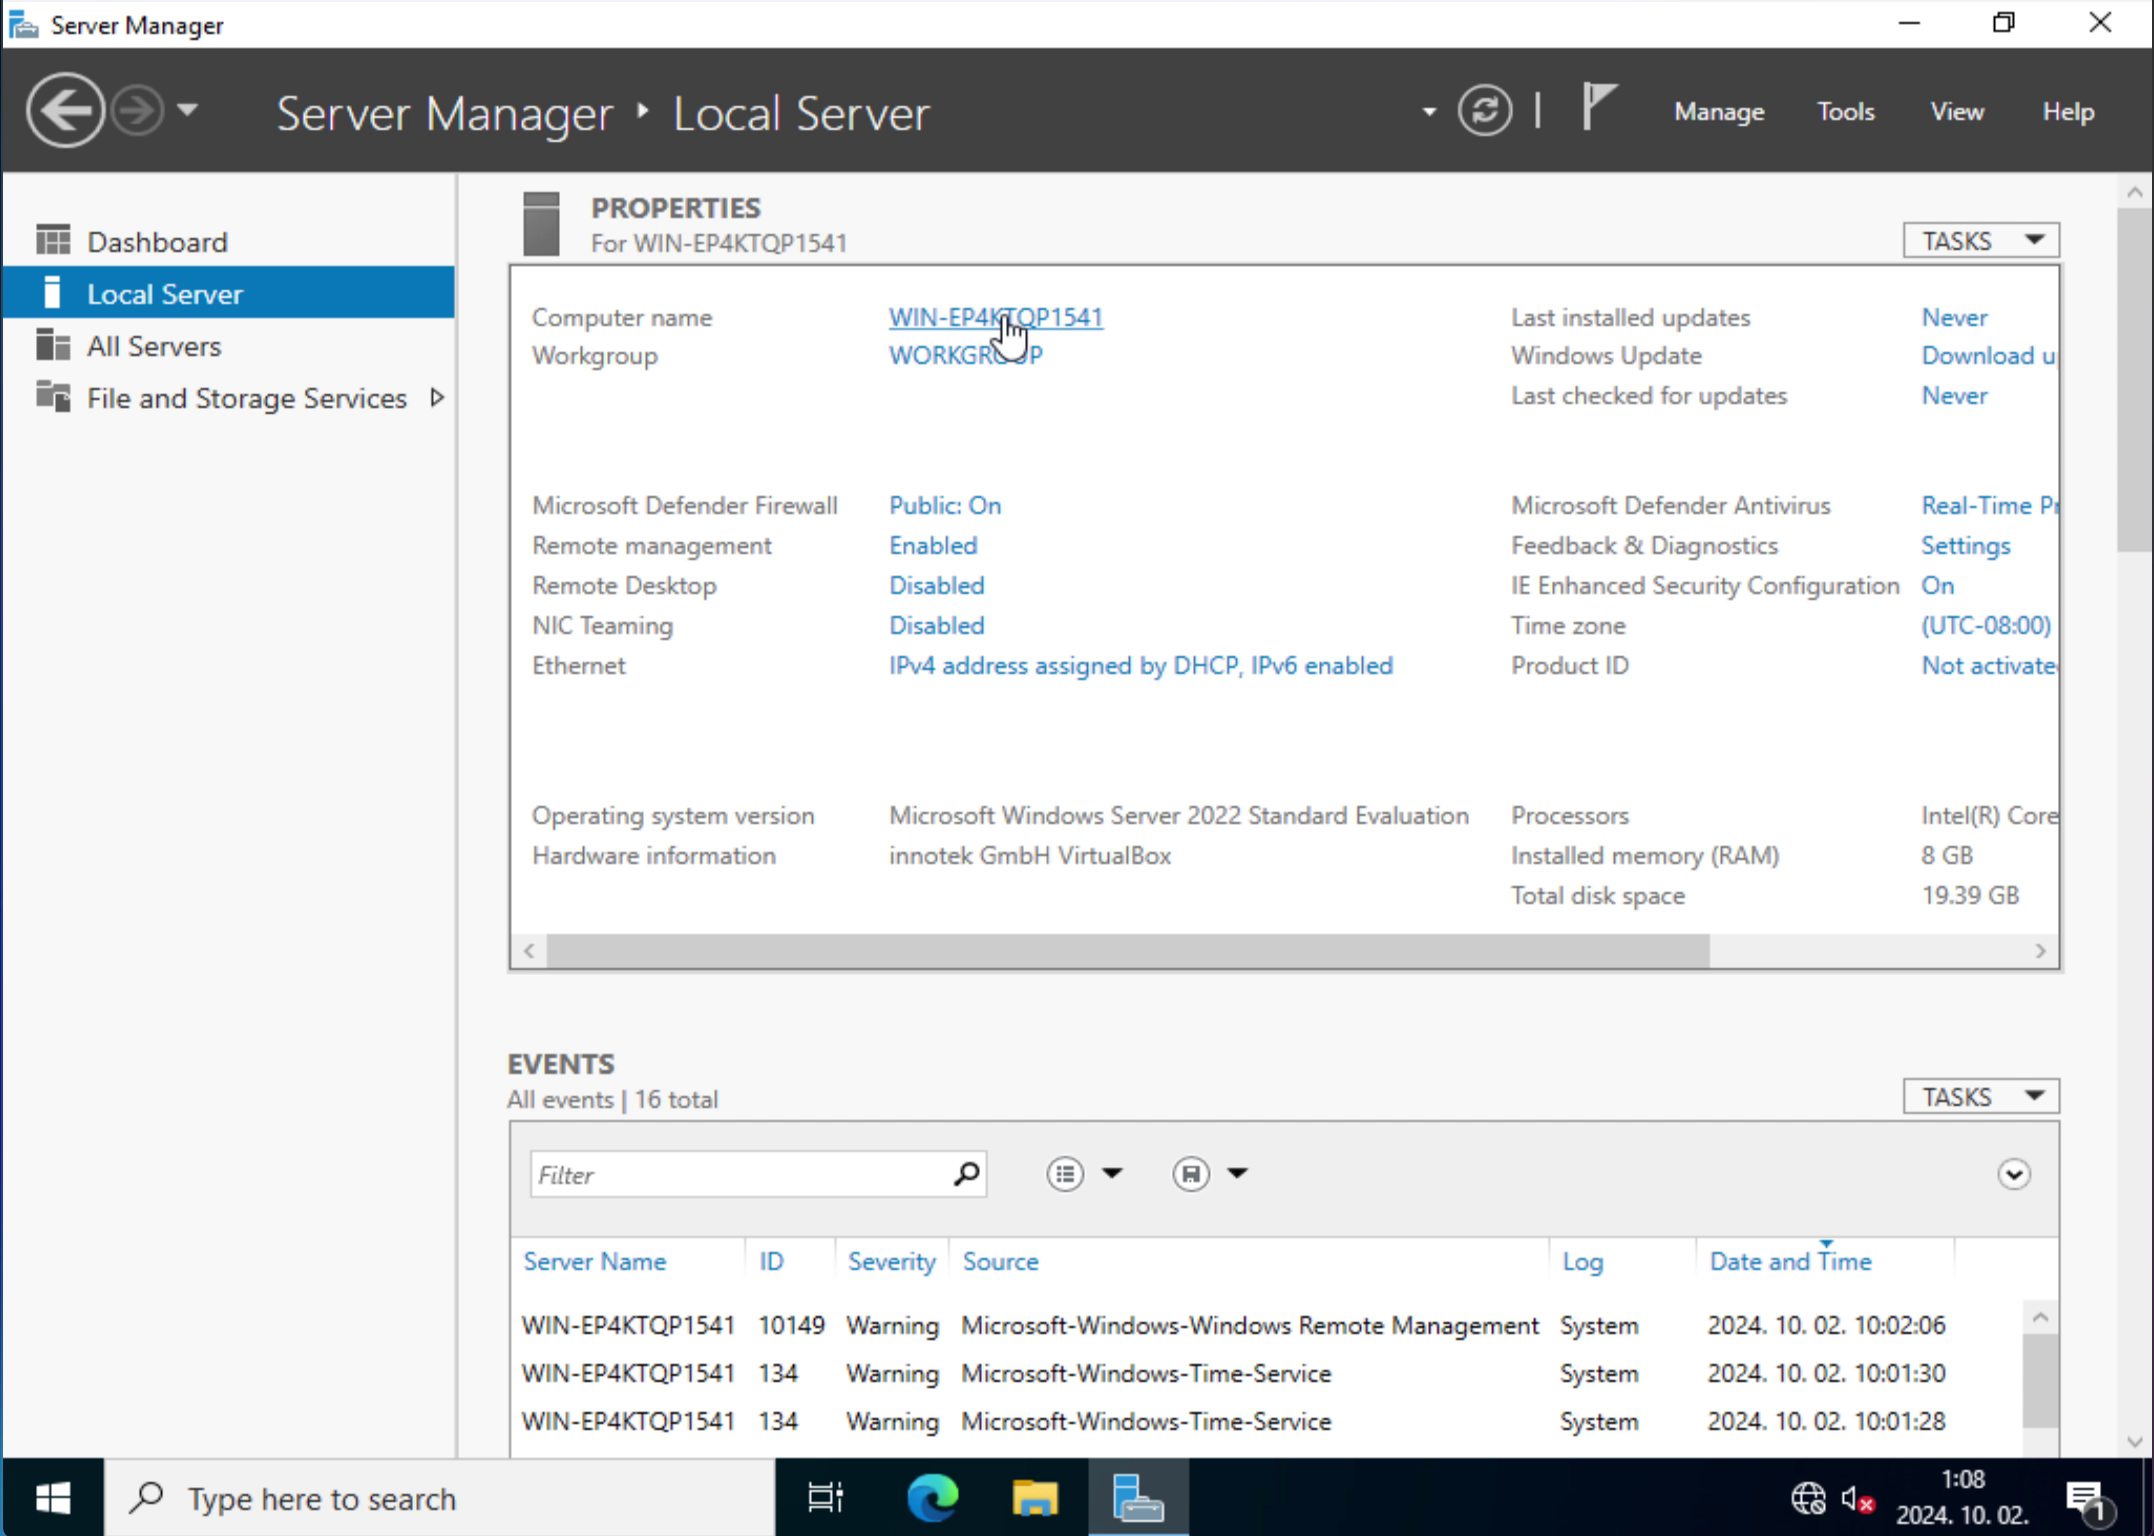 Server Manager
Server Manager ‣ Local Server
Manage Tools View Help
Dashboard
Local Server
All Servers
File and Storage Services
PROPERTIES
For WIN-EP4KTQP1541
TASKS
Computer name WIN-EP4KTQP1541 Last installed updates Never
Workgroup WORKGROUP Windows Update Download u
Last checked for updates Never
Microsoft Defender Firewall Public: On Microsoft Defender Antivirus Real-Time Pr
Remote management Enabled Feedback & Diagnostics Settings
Remote Desktop Disabled IE Enhanced Security Configuration On
NIC Teaming Disabled Time zone (UTC-08:00)
Ethernet IPv4 address assigned by DHCP, IPv6 enabled Product ID Not activate
Operating system version Microsoft Windows Server 2022 Standard Evaluation Processors Intel(R) Core
Hardware information innotek GmbH VirtualBox Installed memory (RAM) 8 GB
Total disk space 19.39 GB
EVENTS
All events | 16 total
TASKS
Filter
Server Name ID Severity Source Log Date and Time
WIN-EP4KTQP1541 10149 Warning Microsoft-Windows-Windows Remote Management System 2024. 10. 02. 10:02:06
WIN-EP4KTQP1541 134 Warning Microsoft-Windows-Time-Service System 2024. 10. 02. 10:01:30
WIN-EP4KTQP1541 134 Warning Microsoft-Windows-Time-Service System 2024. 10. 02. 10:01:28
Type here to search
1:08
2024. 10. 02.
1